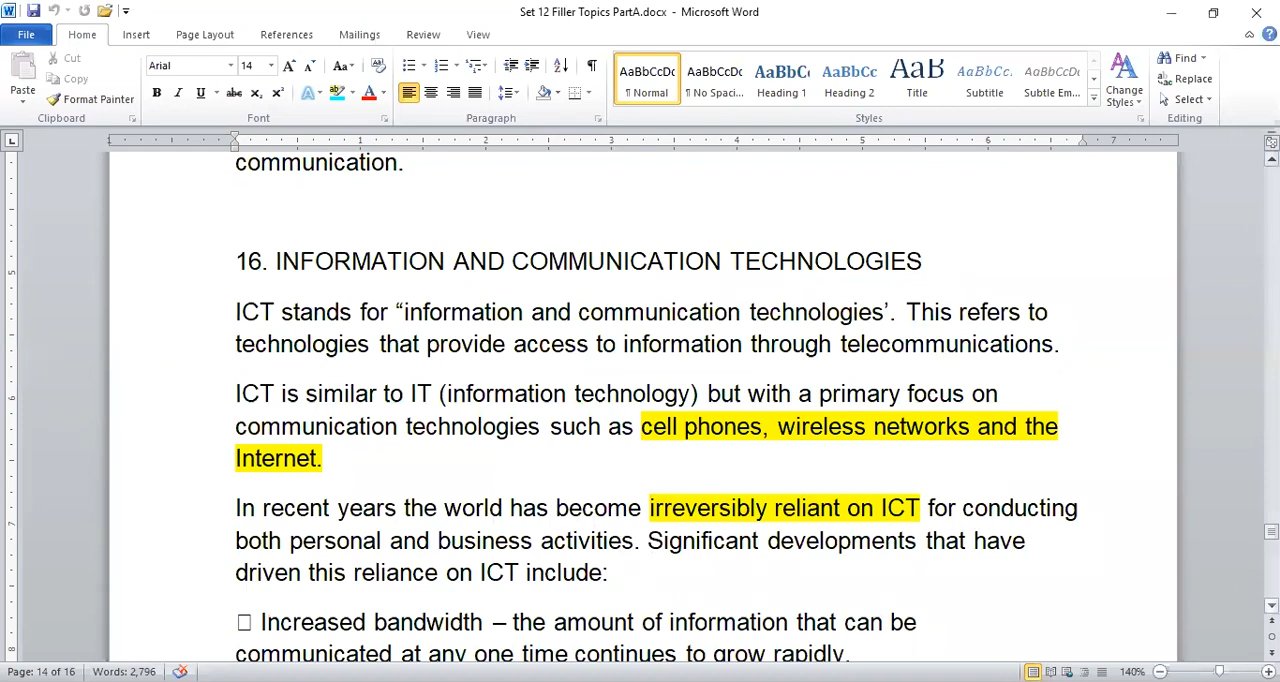 Set 12 Filler Topics PartA.docx - Microsoft Word
File Home Insert Page Layout References Mailings Review View
Paste
Cut
Copy
Format Painter
Clipboard
Arial 14
Font
Paragraph
AaBbCcDc AaBbCcDc AaBbCc AaBbCc AaB AaBbCc. AaBbCcDc
¶ Normal ¶ No Spaci... Heading 1 Heading 2 Title Subtitle Subtle Em...
Change
Styles
Styles
Find
Replace
Select
Editing
1 1 2 3 4 5 6 7
communication.
16. INFORMATION AND COMMUNICATION TECHNOLOGIES
ICT stands for “information and communication technologies’. This refers to
technologies that provide access to information through telecommunications.
ICT is similar to IT (information technology) but with a primary focus on
communication technologies such as cell phones, wireless networks and the
Internet.
In recent years the world has become irreversibly reliant on ICT for conducting
both personal and business activities. Significant developments that have
driven this reliance on ICT include:
□ Increased bandwidth – the amount of information that can be
communicated at any one time continues to grow rapidly.
Page: 14 of 16 Words: 2,796 140%